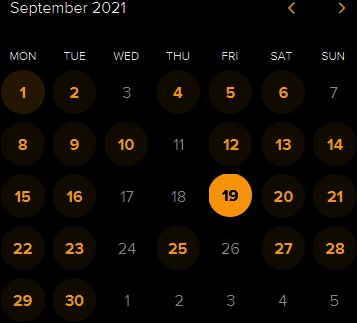 September 2021
MON TUE WED THU FRI SAT SUN
1 2 3 4 5 6 7
8 9 10 11 12 13 14
15 16 17 18 19 20 21
22 23 24 25 26 27 28
29 30 1 2 3 4 5